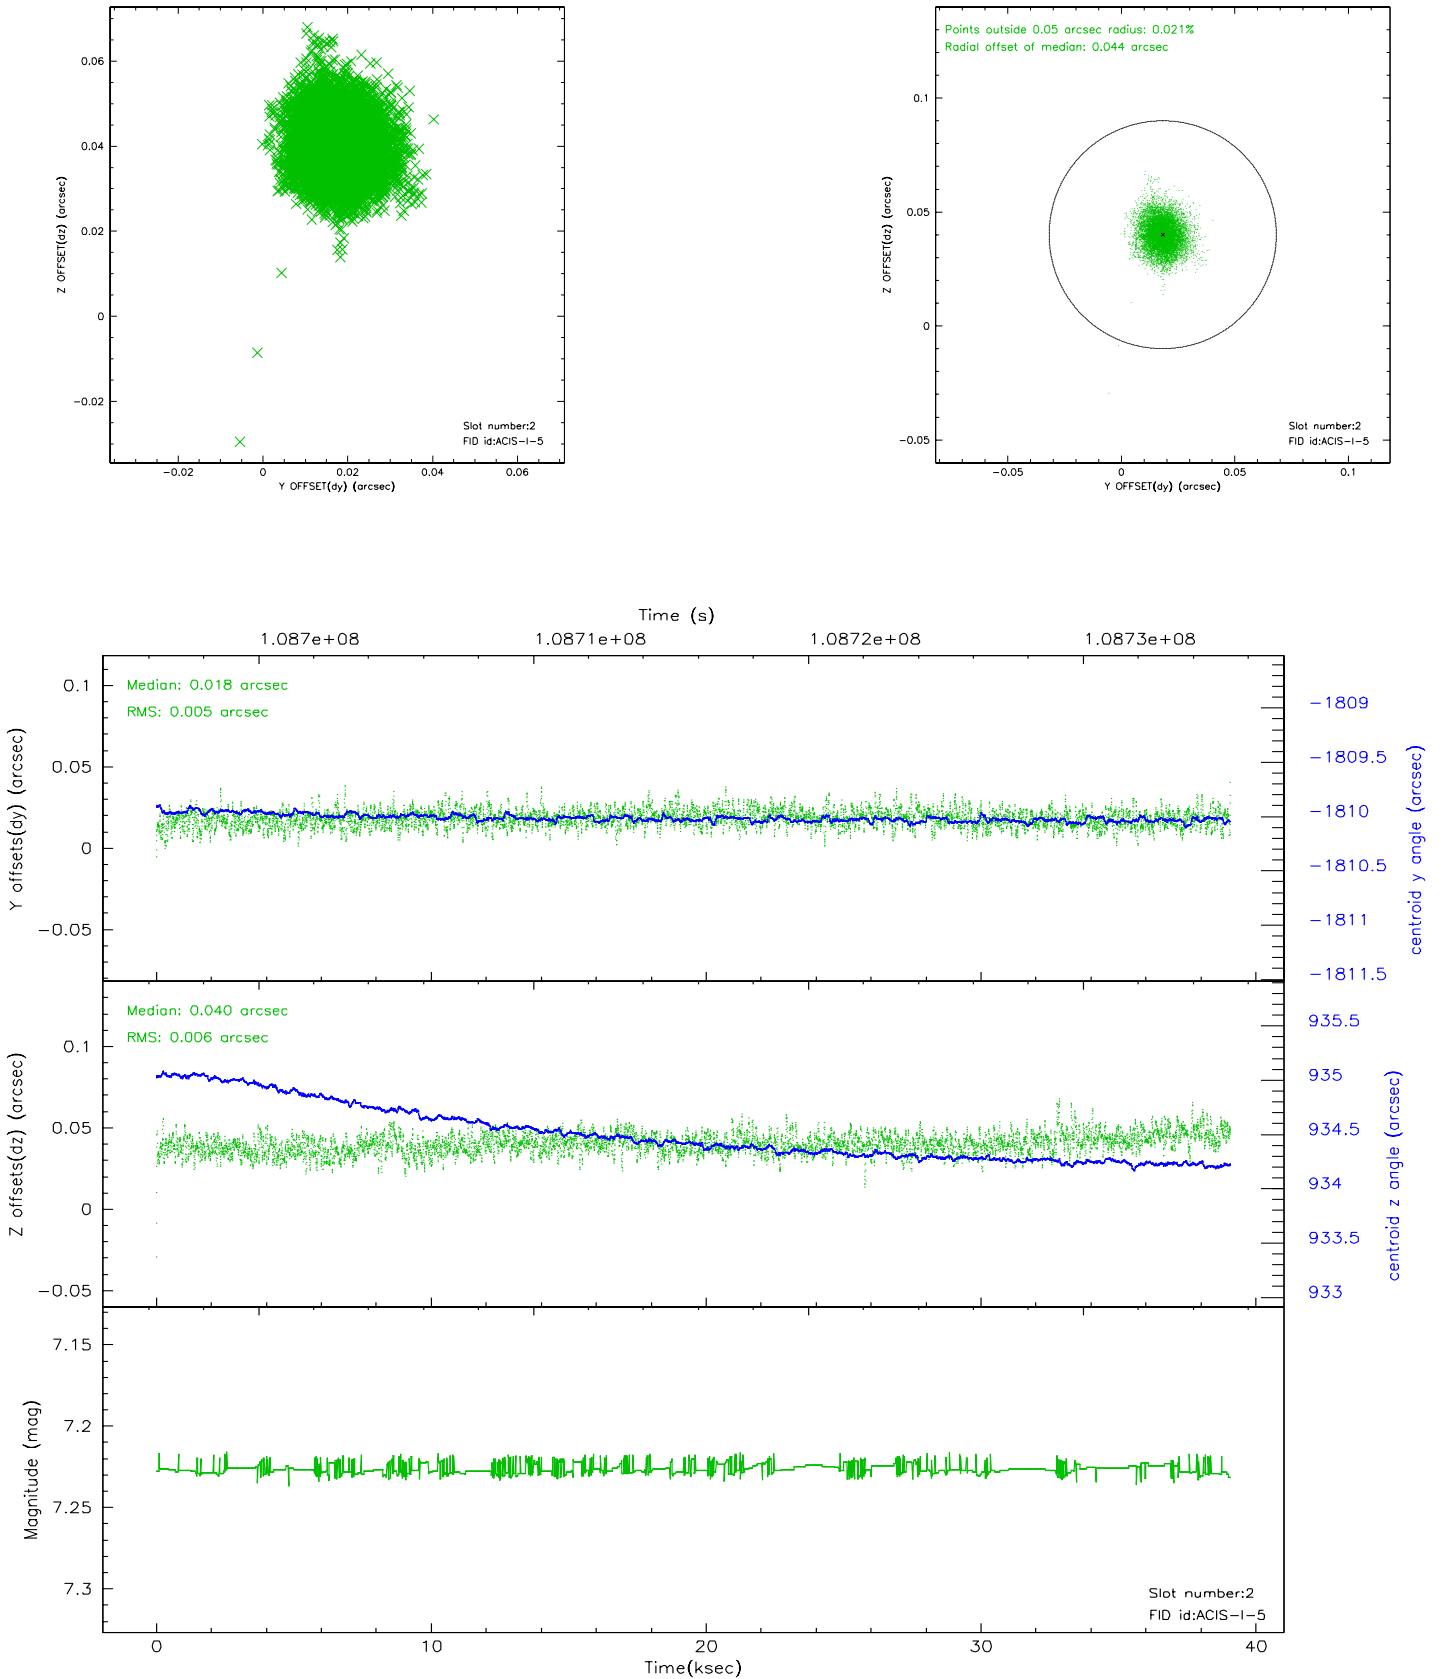 0.06
0.04
0.02
0
−0.02
Z OFFSET(dz) (arcsec)
Slot number:2
FID id:ACIS−I−5
−0.02 0 0.02 0.04 0.06
Y OFFSET(dy) (arcsec)
Points outside 0.05 arcsec radius: 0.021%
Radial offset of median: 0.044 arcsec
0.1
0.05
0
−0.05
Z OFFSET(dz) (arcsec)
Slot number:2
FID id:ACIS−I−5
−0.05 0 0.05 0.1
Y OFFSET(dy) (arcsec)
Time (s)
1.087e+08 1.0871e+08 1.0872e+08 1.0873e+08
Median: 0.018 arcsec
RMS: 0.005 arcsec
0.1
0.05
0
−0.05
Y offsets(dy) (arcsec)
−1809
−1809.5
−1810
−1810.5
−1811
−1811.5
centroid y angle (arcsec)
Median: 0.040 arcsec
RMS: 0.006 arcsec
0.1
0.05
0
−0.05
Z offsets(dz) (arcsec)
935.5
935
934.5
934
933.5
933
centroid z angle (arcsec)
7.15
7.2
7.25
7.3
Magnitude (mag)
Slot number:2
FID id:ACIS−I−5
0 10 20 30 40
Time(ksec)